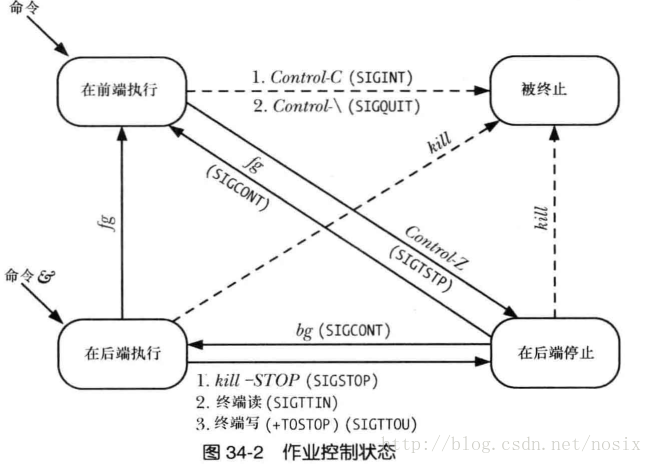 命令
在前端执行
1. Control-C (SIGINT)
2. Control-\ (SIGQUIT)
被终止
kill
fg
(SIGCONT)
fg
Control-Z
(SIGTSTP)
kill
命令 &
在后端执行
bg (SIGCONT)
在后端停止
1. kill -STOP (SIGSTOP)
2. 终端读 (SIGTTIN)
3. 终端写 (+TOSTOP) (SIGTTOU)
http://blog.csdn.net/nosix
图 34-2 作业控制状态